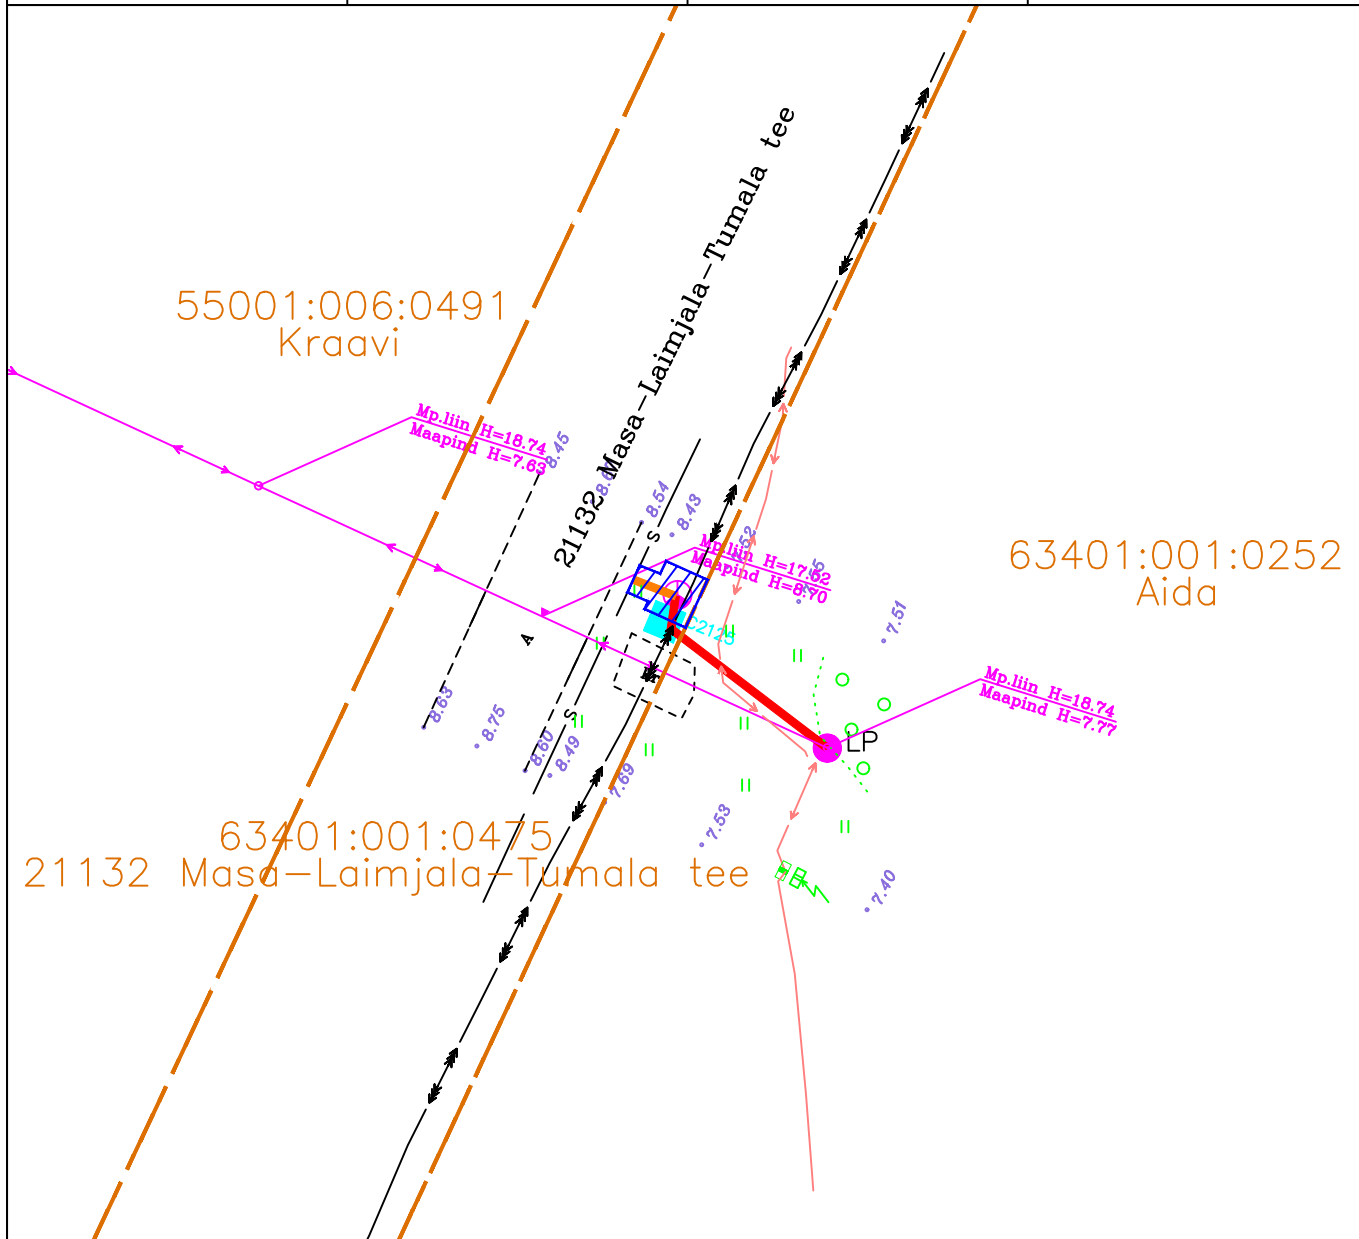 21132 Masa-Laimjala-Tumala tee
55001:006:0491
Kraavi
Mp.liin H=18.74
Maapind H=7.63
8.45
8.54
8.43
S
Mp.liin H=17.62
Maapind H=8.70
63401:001:0252
Aida
7.51
C2125
A
Mp.liin H=18.74
Maapind H=7.77
LP
8.63
8.75
S
8.60
8.49
7.69
7.53
63401:001:0475
21132 Masa-Laimjala-Tumala tee
7.40